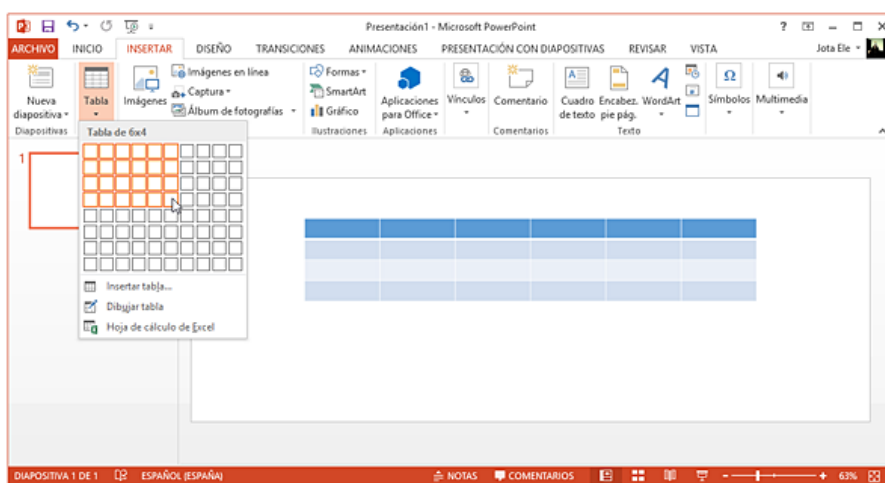 Presentación1 - Microsoft PowerPoint
ARCHIVO INICIO INSERTAR DISEÑO TRANSICIONES ANIMACIONES PRESENTACIÓN CON DIAPOSITIVAS REVISAR VISTA Jota Ele
Nueva diapositiva
Diapositivas
Tabla
Imágenes
Imágenes en línea
Captura
Álbum de fotografías
Formas
SmartArt
Gráfico
Ilustraciones
Aplicaciones para Office
Aplicaciones
Vínculos
Comentario
Comentarios
Cuadro de texto
Encabez. pie pág.
WordArt
Texto
Símbolos
Multimedia
Tabla de 6x4
Insertar tabla...
Dibujar tabla
Hoja de cálculo de Excel
1
DIAPOSITIVA 1 DE 1 ESPAÑOL (ESPAÑA) NOTAS COMENTARIOS 63%